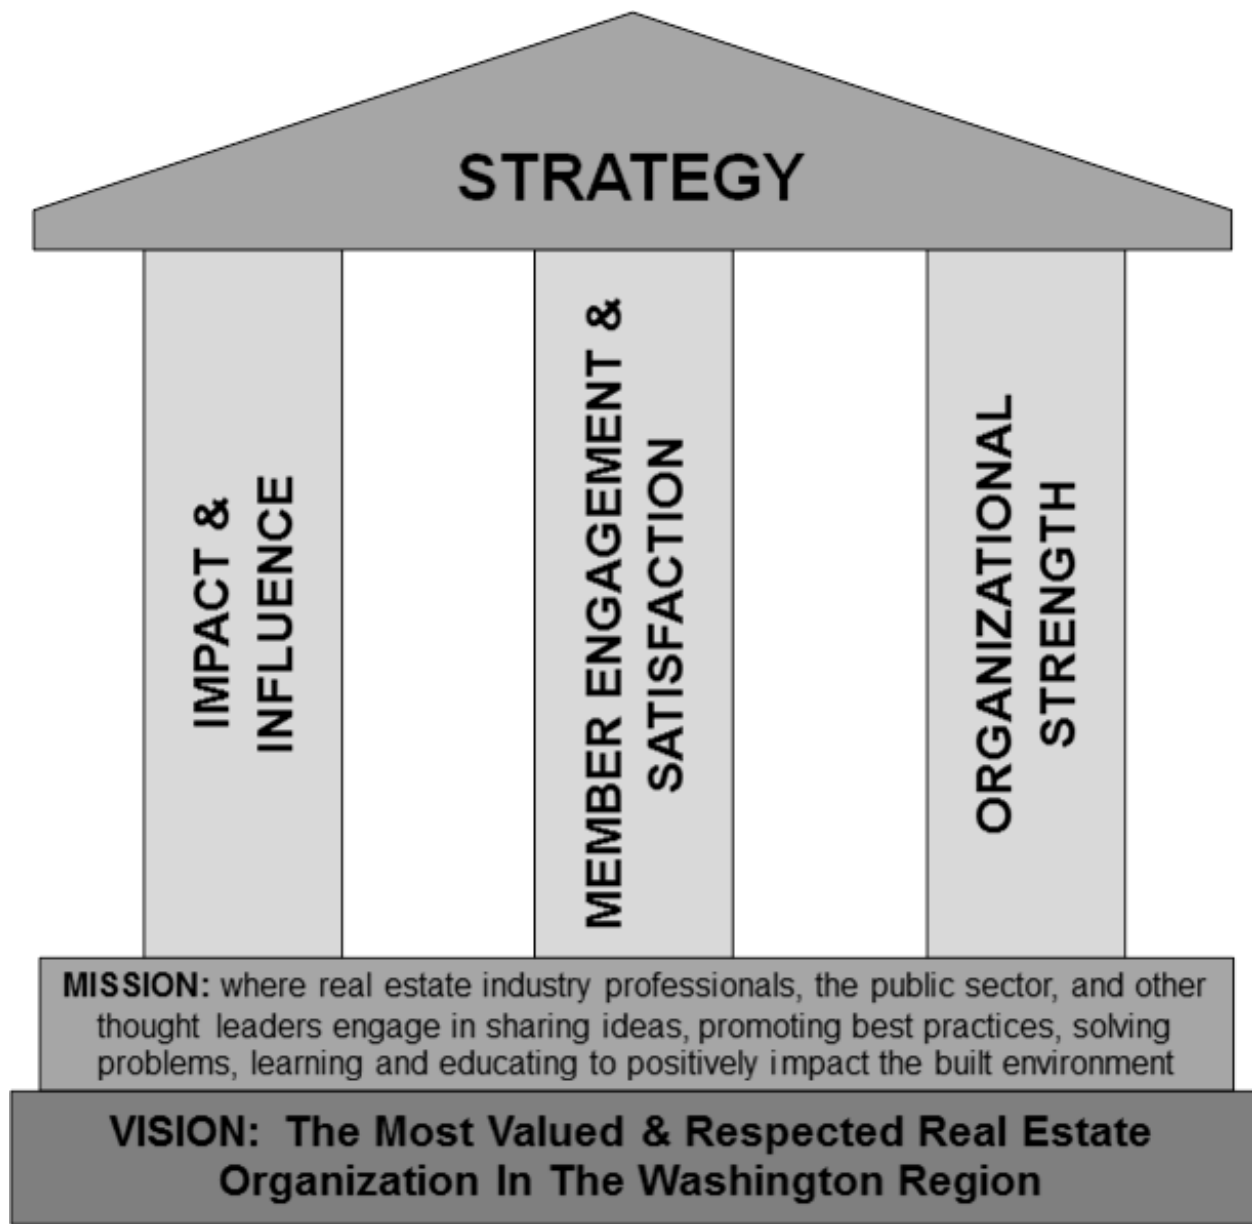 STRATEGY
IMPACT &
INFLUENCE
MEMBER ENGAGEMENT &
SATISFACTION
ORGANIZATIONAL
STRENGTH
MISSION: where real estate industry professionals, the public sector, and other
thought leaders engage in sharing ideas, promoting best practices, solving
problems, learning and educating to positively impact the built environment
VISION: The Most Valued & Respected Real Estate
Organization In The Washington Region